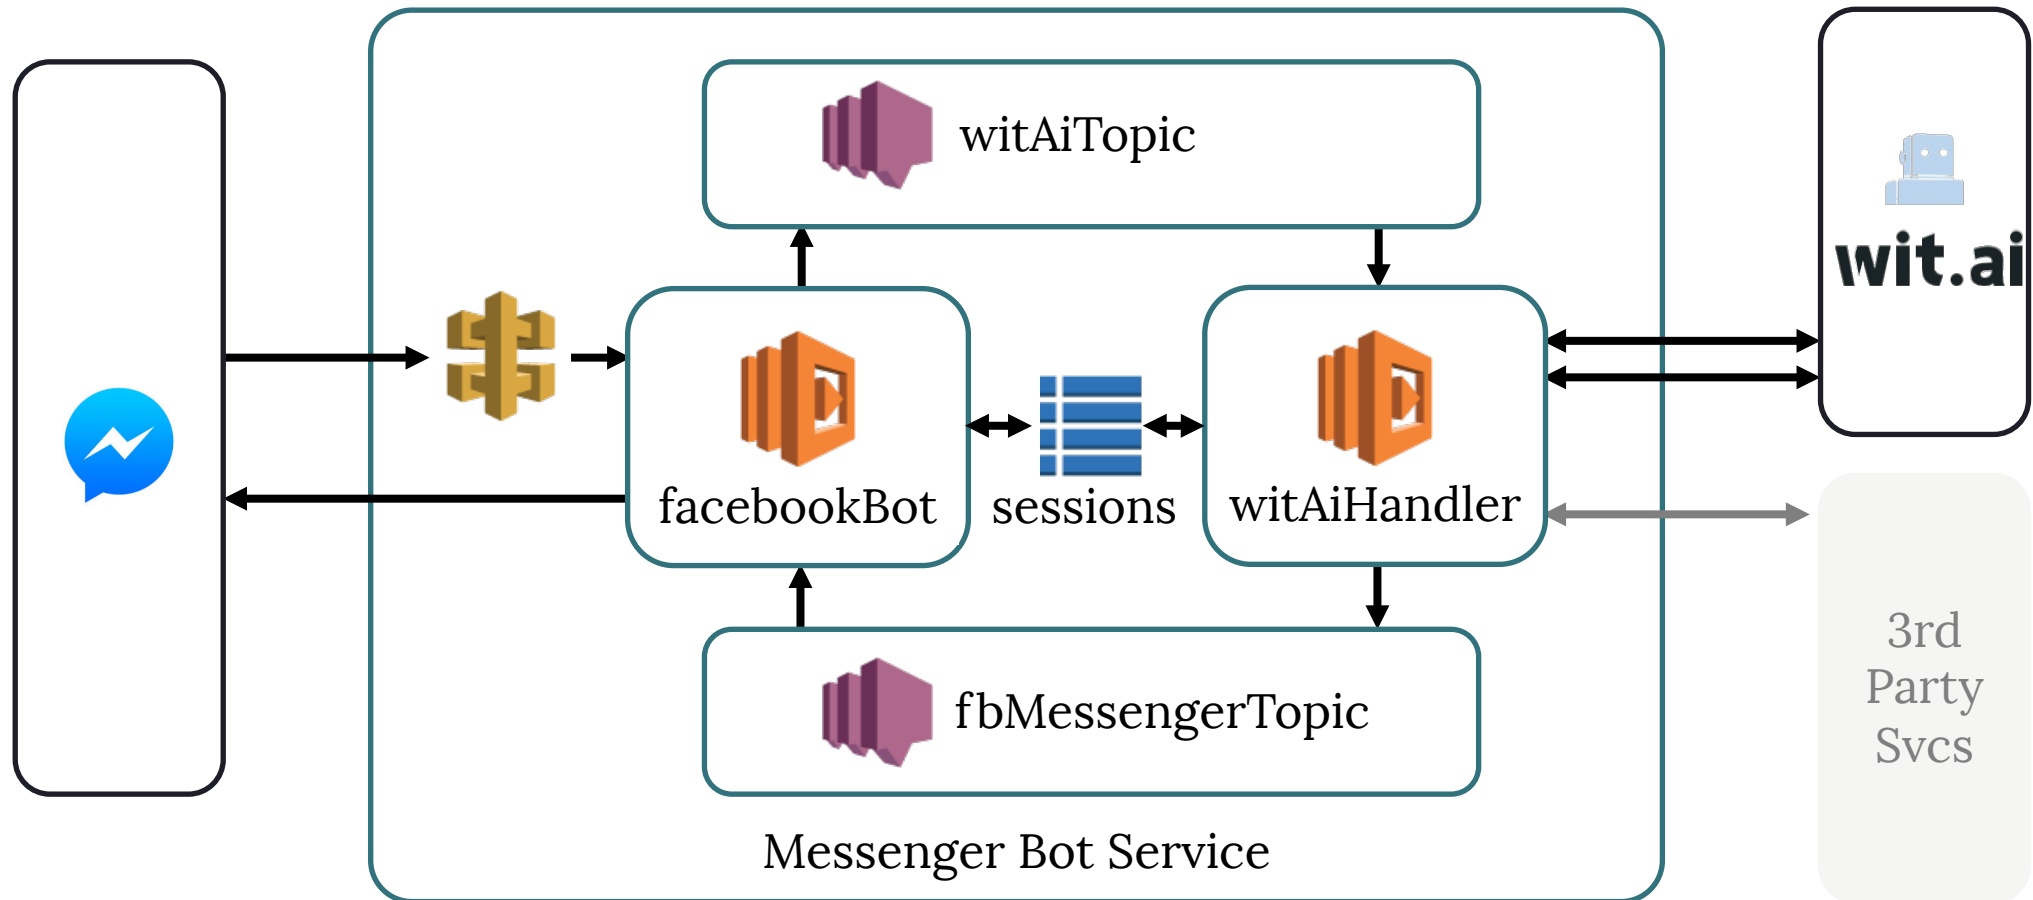 witAiTopic
wit.ai
facebookBot
sessions
witAiHandler
3rd
Party
Svcs
fbMessengerTopic
Messenger Bot Service